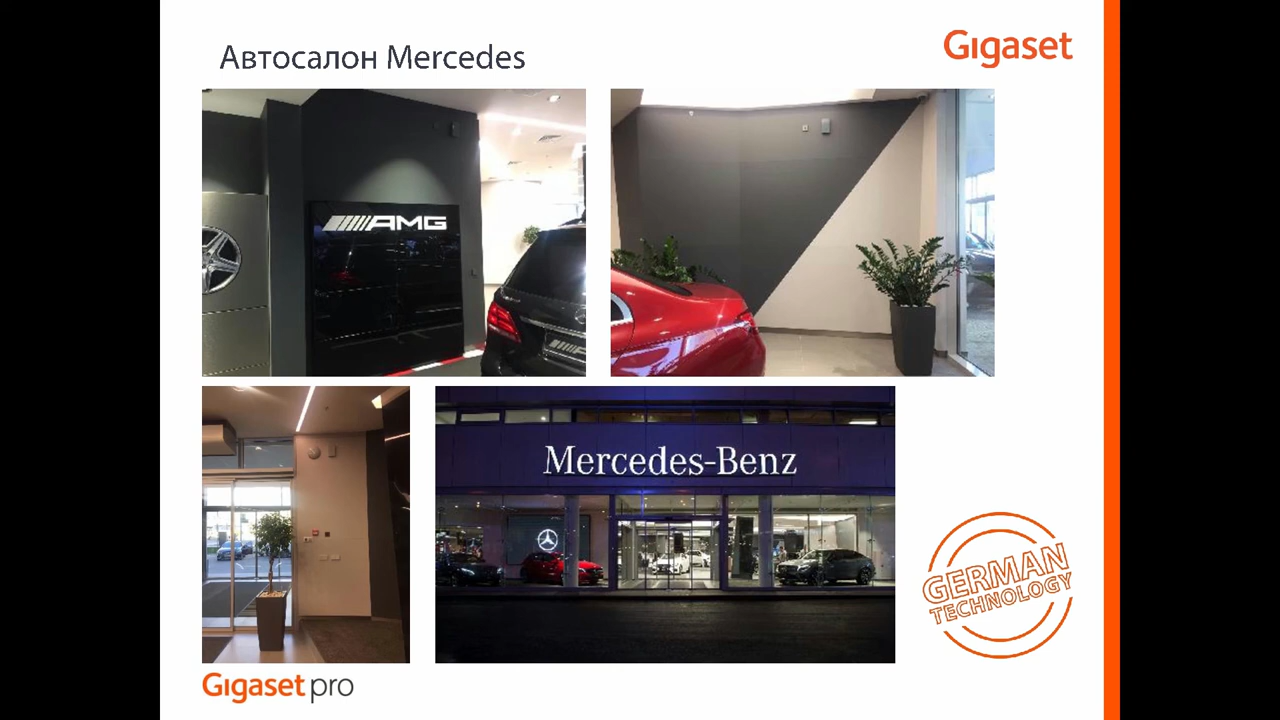 Автосалон Mercedes
Gigaset
AMG
Mercedes-Benz
GERMAN
TECHNOLOGY
Gigaset pro